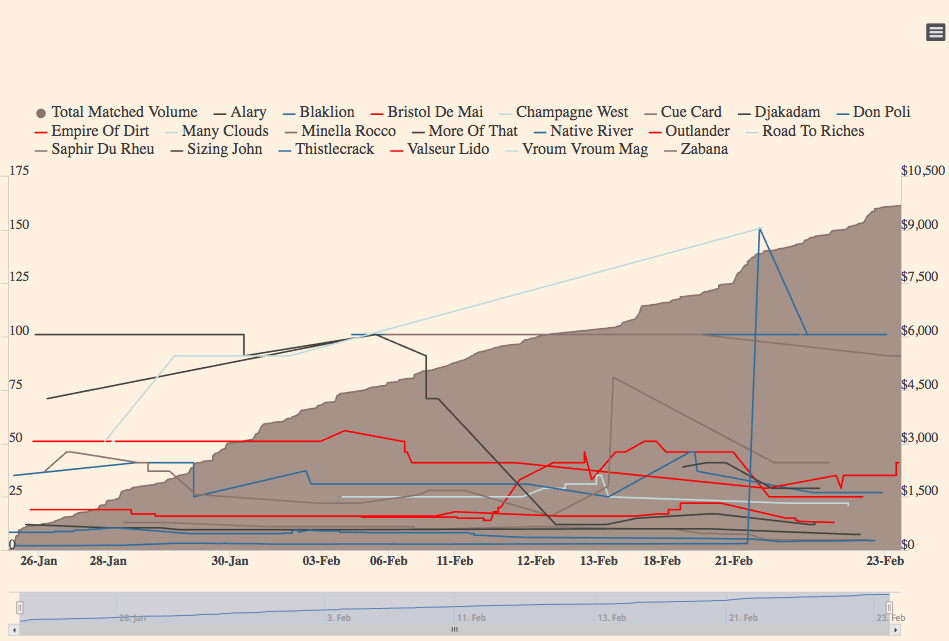 Total Matched Volume Alary Blaklion Bristol De Mai Champagne West Cue Card Djakadam Don Poli
Empire Of Dirt Many Clouds Minella Rocco More Of That Native River Outlander Road To Riches
Saphir Du Rheu Sizing John Thistlecrack Valseur Lido Vroum Vroum Mag Zabana
175 $10,500
150 $9,000
125 $7,500
100 $6,000
75 $4,500
50 $3,000
25 $1,500
0 $0
26-Jan 28-Jan 30-Jan 03-Feb 06-Feb 11-Feb 12-Feb 13-Feb 18-Feb 21-Feb 23-Feb
28. Jan 3. Feb 11. Feb 13. Feb 21. Feb 23. Feb